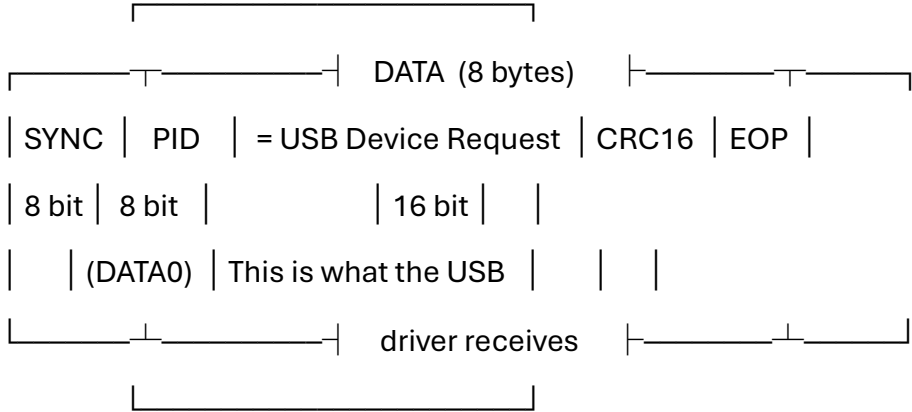 DATA (8 bytes)
| SYNC | PID | = USB Device Request | CRC16 | EOP |
| 8 bit | 8 bit | | 16 bit | |
| | (DATA0) | This is what the USB | | |
driver receives